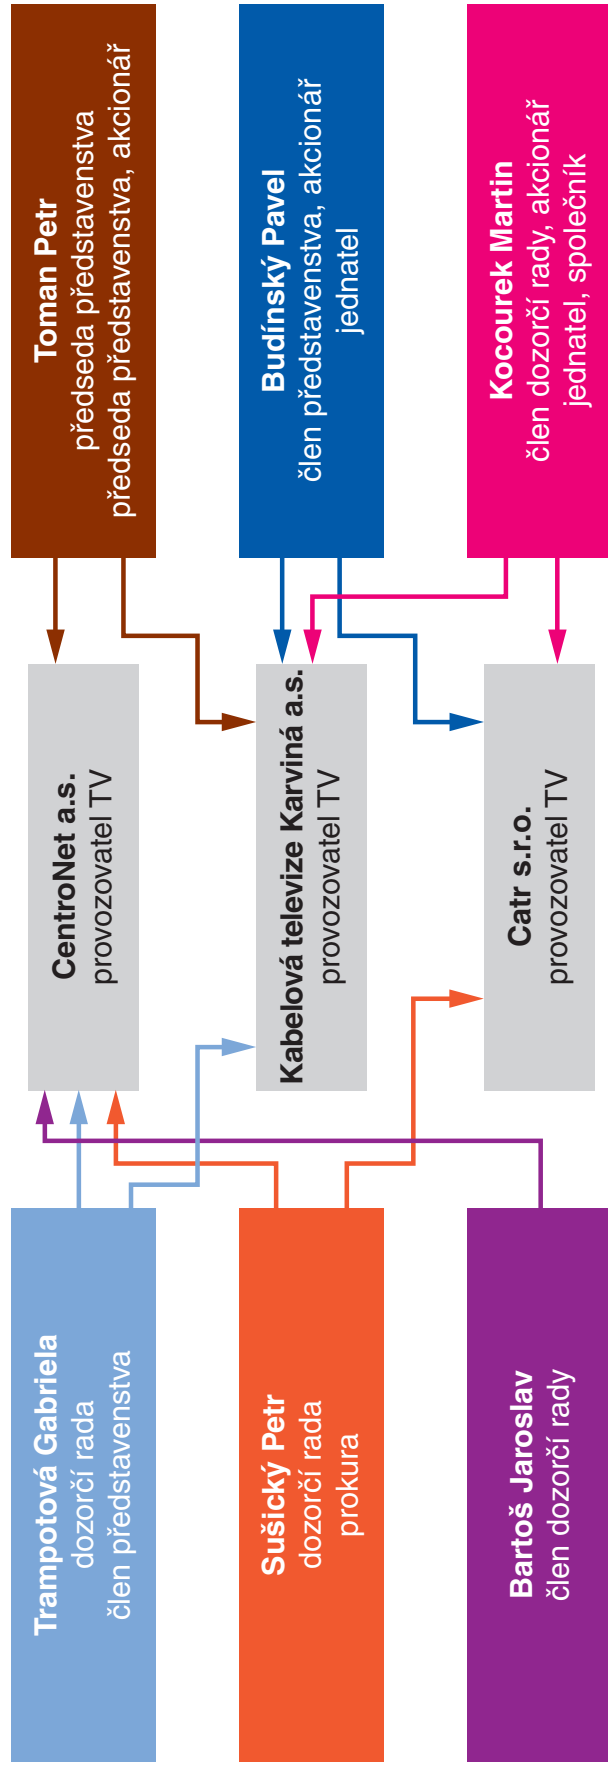 Trampotová Gabriela
dozorčí rada
člen představenstva
CentroNet a.s.
provozovatel TV
Toman Petr
předseda představenstva
předseda představenstva, akcionář
Sušický Petr
dozorčí rada
prokura
Kabelová televize Karviná a.s.
provozovatel TV
Budínský Pavel
člen představenstva, akcionář
jednatel
Bartoš Jaroslav
člen dozorčí rady
Catr s.r.o.
provozovatel TV
Kocourek Martin
člen dozorčí rady, akcionář
jednatel, společník